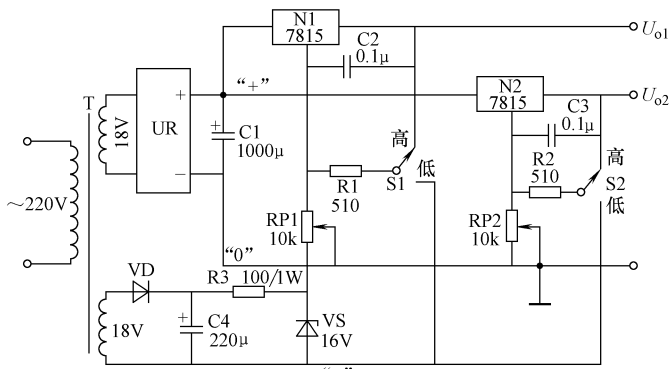 N1
7815
U₀₁
C2
0.1μ
"+"
N2
7815
U₀₂
T
18V
UR
+
−
+
C1
1000μ
C3
0.1μ
高
低
S1
R1
510
R2
510
高
S2
低
～220V
RP1
10k
RP2
10k
"0"
VD
R3
100/1W
18V
+
C4
220μ
VS
16V